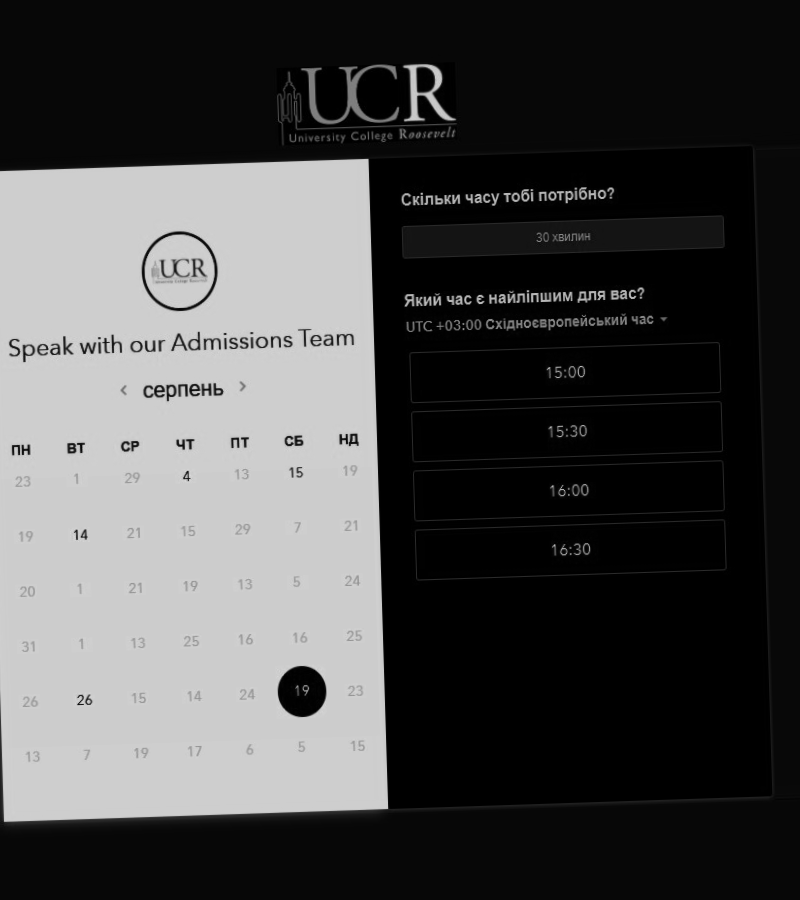 UCR
University College Roosevelt
UCR
University College Roosevelt
Speak with our Admissions Team
серпень
ПН ВТ СР ЧТ ПТ СБ НД
23 1 29 4 13 15 19
19 14 21 15 29 7 21
20 1 21 19 13 5 24
31 1 13 25 16 16 25
26 26 15 14 24 19 23
13 7 19 17 6 5 15
Скільки часу тобі потрібно?
30 хвилин
Який час є найліпшим для вас?
UTC +03:00 Східноєвропейський час
15:00
15:30
16:00
16:30